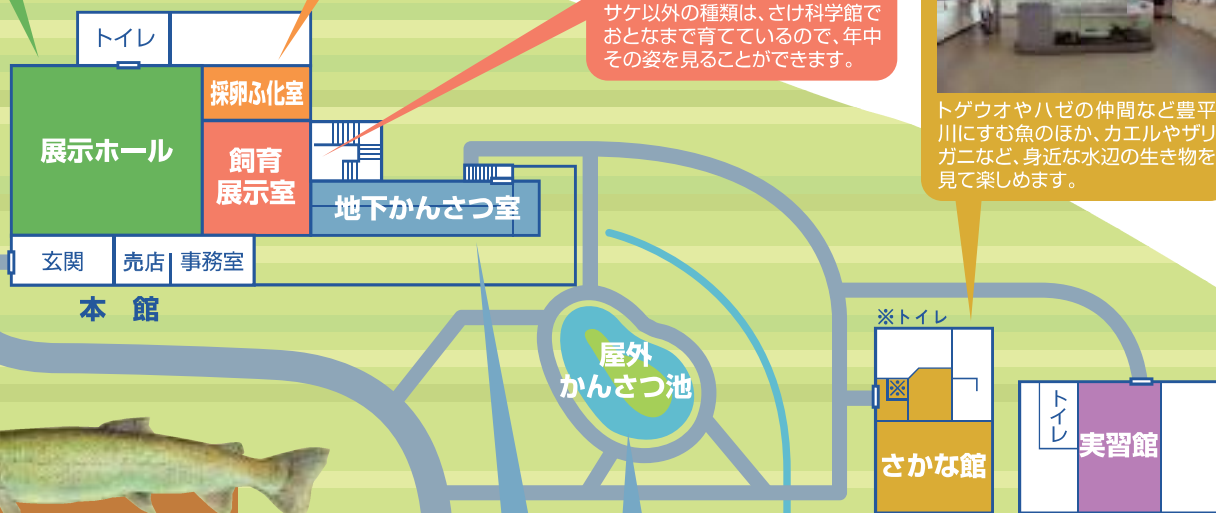 サケ以外の種類は、さけ科学館で
おとなまで育てているので、年中
その姿を見ることができます。
トゲウオやハゼの仲間など豊平
川にすむ魚のほか、カエルやザリ
ガニなど、身近な水辺の生き物を
見て楽しめます。
トイレ
採卵ふ化室
展示ホール
飼育
展示室
地下かんさつ室
玄関
売店
事務室
本 館
屋外
かんさつ池
※トイレ
※
さかな館
トイレ
実習館